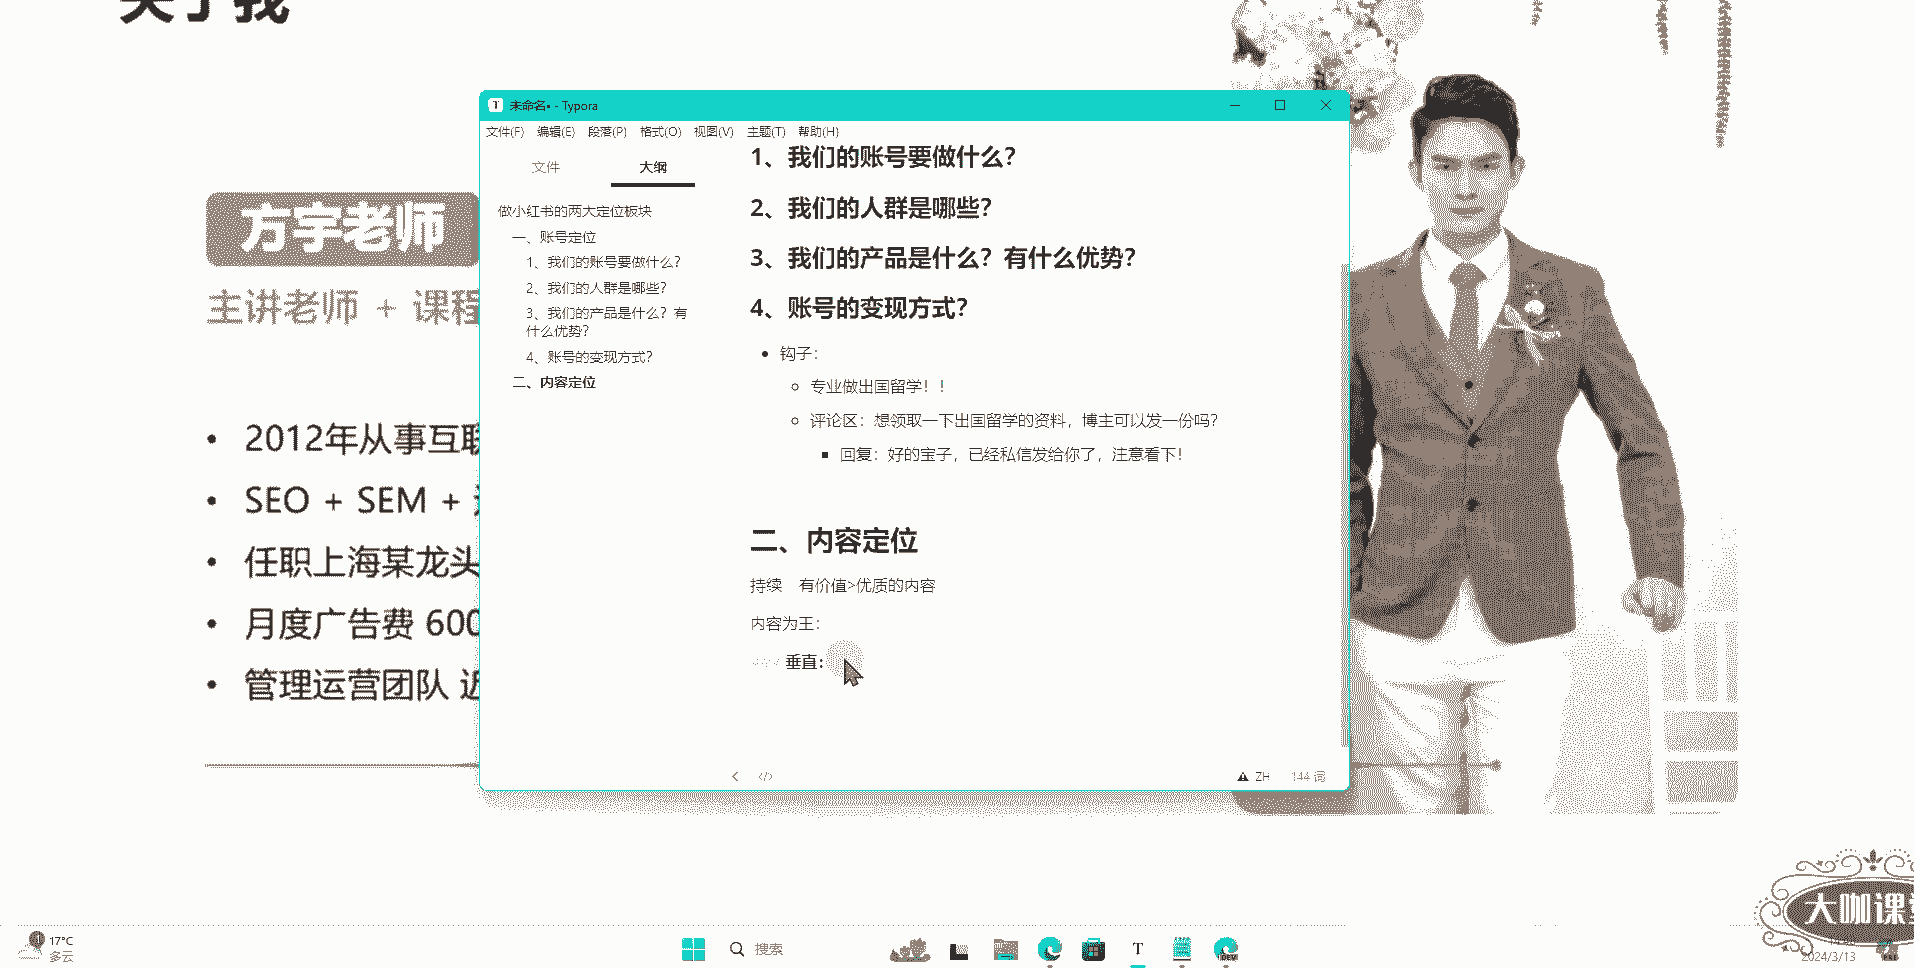 关于我
方宇老师
主讲老师 + 课程
2012年从事互联
SEO + SEM +
任职上海某龙头
月度广告费 600
管理运营团队 近
未命名• - Typora
文件(F) 编辑(E) 段落(P) 格式(O) 视图(V) 主题(T) 帮助(H)
文件 大纲
做小红书的两大定位板块
一、账号定位
1、我们的账号要做什么?
2、我们的人群是哪些?
3、我们的产品是什么? 有
什么优势?
4、账号的变现方式?
二、内容定位
1、我们的账号要做什么?
2、我们的人群是哪些?
3、我们的产品是什么? 有什么优势?
4、账号的变现方式?
钩子:
专业做出国留学! !
评论区: 想领取一下出国留学的资料, 博主可以发一份吗?
回复: 好的宝子, 已经私信发给你了, 注意看下!
二、内容定位
持续 有价值>优质的内容
内容为王:
垂直:
ZH 144 词
大咖课堂
17°C
多云
搜索
2024/3/13